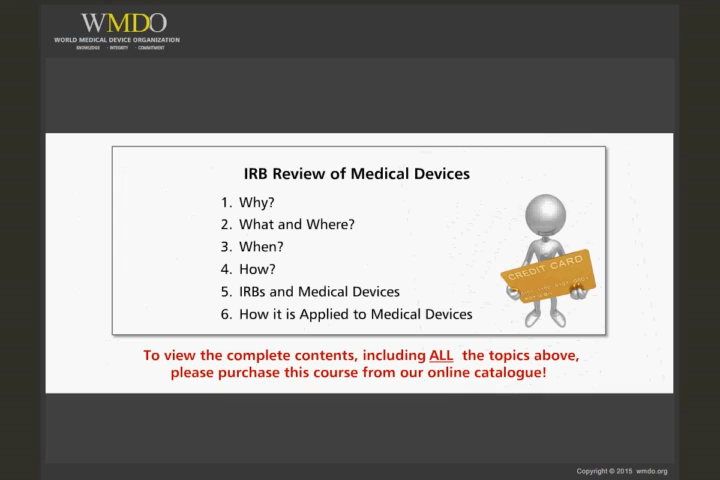 WMDO
WORLD MEDICAL DEVICE ORGANIZATION
KNOWLEDGE · INTEGRITY · COMMITMENT
IRB Review of Medical Devices
1. Why?
2. What and Where?
3. When?
4. How?
5. IRBs and Medical Devices
6. How it is Applied to Medical Devices
CREDIT CARD
To view the complete contents, including ALL the topics above,
please purchase this course from our online catalogue!
Copyright © 2015 wmdo.org